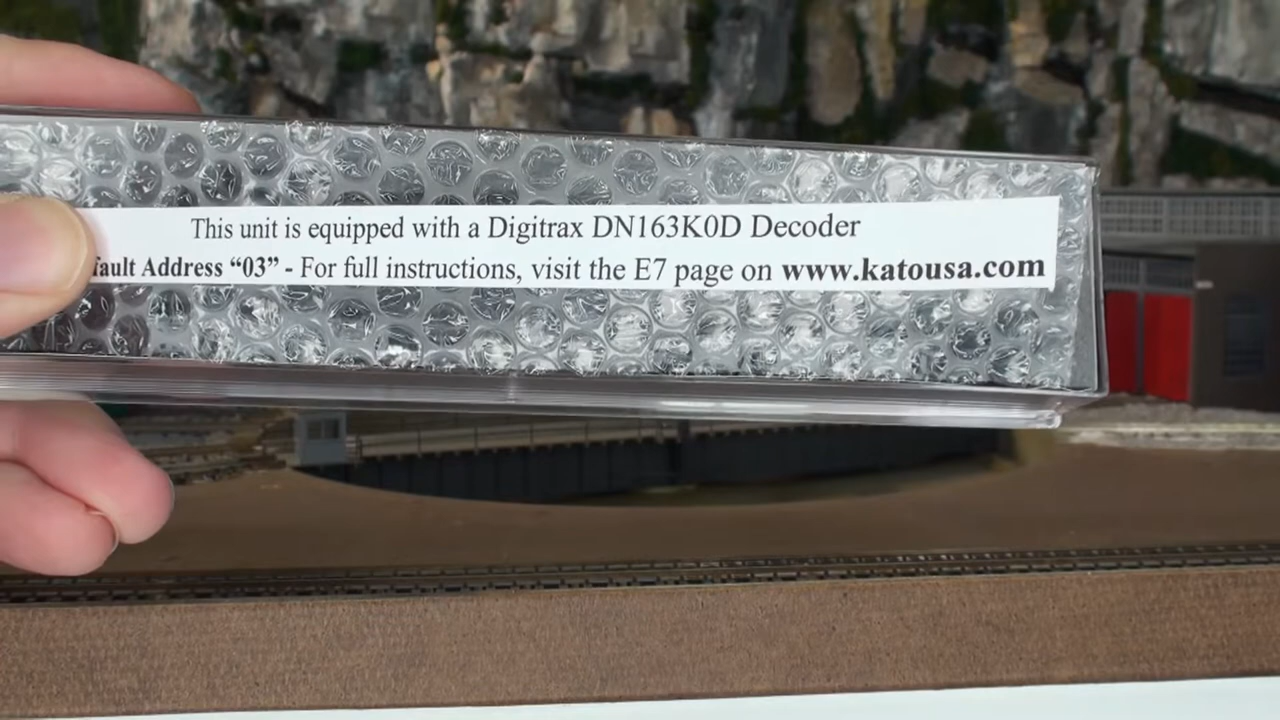 This unit is equipped with a Digitrax DN163K0D Decoder
fault Address “03” - For full instructions, visit the E7 page on www.katousa.com